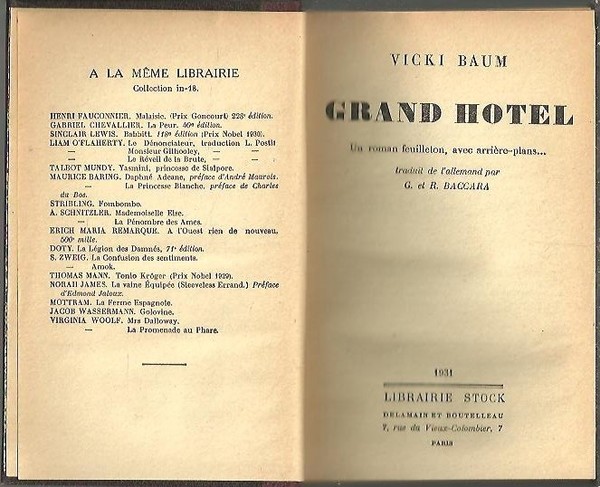 A LA MÊME LIBRAIRIE
Collection in-18.
HENRI FAUCONNIER. Malaisie. (Prix Goncourt) 228e édition.
GABRIEL CHEVALLIER. La Peur. 40e édition.
SINCLAIR LEWIS. Babbitt. 118e édition (Prix Nobel 1930).
LIAM O'FLAHERTY. Le Dénonciateur, traduction L. Postif
— Monsieur Gilhooley, — —
— Le Réveil de la Brute, — —
TALBOT MUNDY. Yasmini, princesse de Sialpore.
MAURICE BARING. Daphné Adeane, préface d'André Maurois.
— La Princesse Blanche, préface de Charles
du Bos.
STRIBLING. Fombombo.
A. SCHNITZLER. Mademoiselle Else.
— La Pénombre des Ames.
ERICH MARIA REMARQUE. A l'Ouest rien de nouveau.
500e mille.
DOTY. La Légion des Damnés, 71e édition.
S. ZWEIG. La Confusion des sentiments.
— Amok.
THOMAS MANN. Tonio Kröger (Prix Nobel 1929).
NORAH JAMES. La vaine Équipée (Sleeveless Errand.) Préface
d'Edmond Jaloux.
MOTTRAM. La Ferme Espagnole.
JACOB WASSERMANN. Golovine.
VIRGINIA WOOLF. Mrs Dalloway.
— La Promenade au Phare.
VICKI BAUM
GRAND HOTEL
Un roman feuilleton, avec arrière-plans...
traduit de l'allemand par
G. et R. BACCARA
1931
LIBRAIRIE STOCK
DELAMAIN ET BOUTELLEAU
7, rue du Vieux-Colombier, 7
PARIS